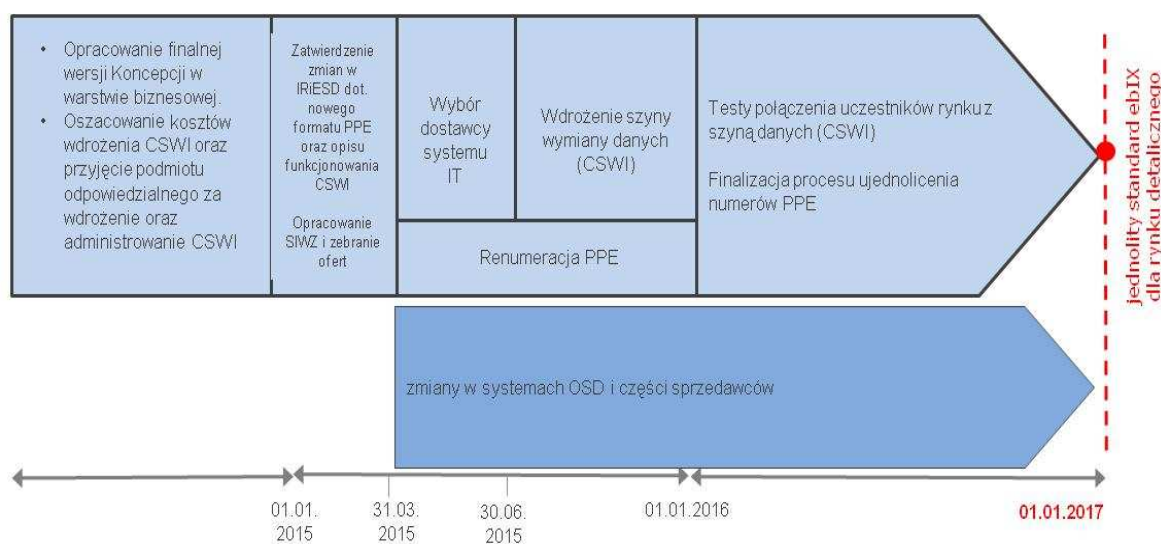 • Opracowanie finalnej
wersji Koncepcji w
warstwie biznesowej.
• Oszacowanie kosztów
wdrożenia CSWI oraz
przyjęcie podmiotu
odpowiedzialnego za
wdrożenie oraz
administrowanie CSWI
Zatwierdzenie
zmian w
IRiESD dot.
nowego
formatu PPE
oraz opisu
funkcjonowania
CSWI
Opracowanie
SIWZ i zebranie
ofert
Wybór
dostawcy
systemu
IT
Wdrożenie szyny
wymiany danych
(CSWI)
Renumeracja PPE
Testy połączenia uczestników rynku z
szyną danych (CSWI)
Finalizacja procesu ujednolicenia
numerów PPE
jednolity standard ebIX
dla rynku detalicznego
zmiany w systemach OSD i części sprzedawców
01.01.
2015
31.03.
2015
30.06.
2015
01.01.2016
01.01.2017